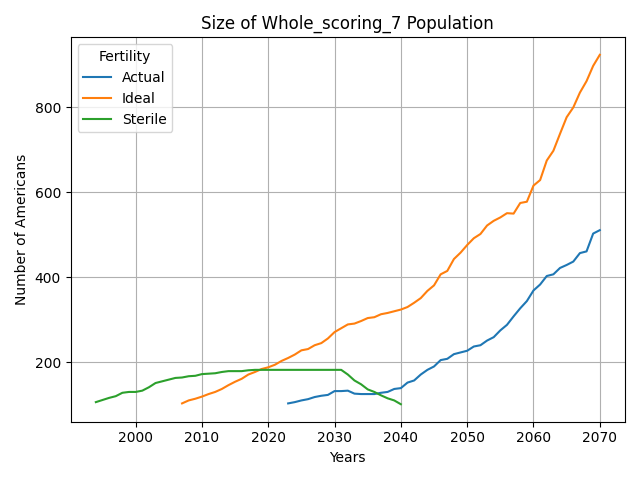 Size of Whole_scoring_7 Population
Fertility
Actual
Ideal
Sterile
Number of Americans
800
600
400
200
2000 2010 2020 2030 2040 2050 2060 2070
Years